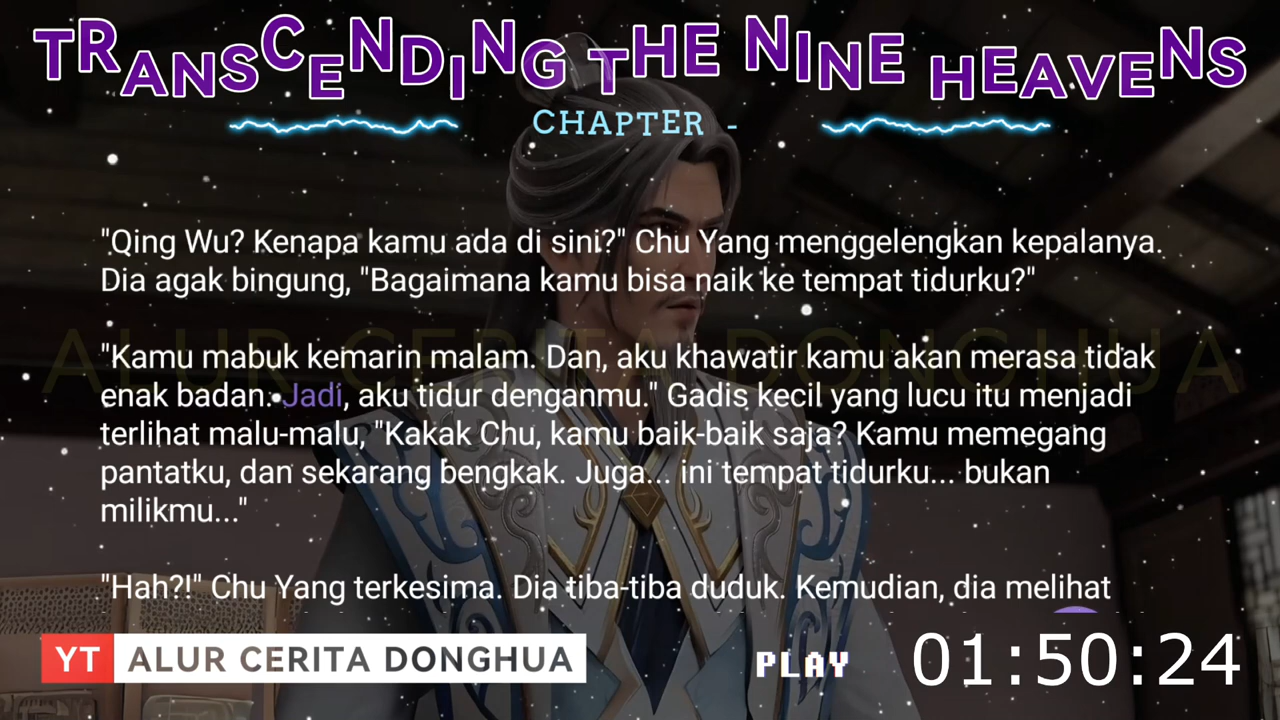 TRANSCENDING THE NINE HEAVENS
CHAPTER -
"Qing Wu? Kenapa kamu ada di sini?" Chu Yang menggelengkan kepalanya.
Dia agak bingung, "Bagaimana kamu bisa naik ke tempat tidurku?"
ALUR CERITA DONGHUA
"Kamu mabuk kemarin malam. Dan, aku khawatir kamu akan merasa tidak
enak badan. Jadi, aku tidur denganmu." Gadis kecil yang lucu itu menjadi
terlihat malu-malu, "Kakak Chu, kamu baik-baik saja? Kamu memegang
pantatku, dan sekarang bengkak. Juga... ini tempat tidurku... bukan
milikmu..."
"Hah?!" Chu Yang terkesima. Dia tiba-tiba duduk. Kemudian, dia melihat
YT ALUR CERITA DONGHUA
PLAY
01:50:24